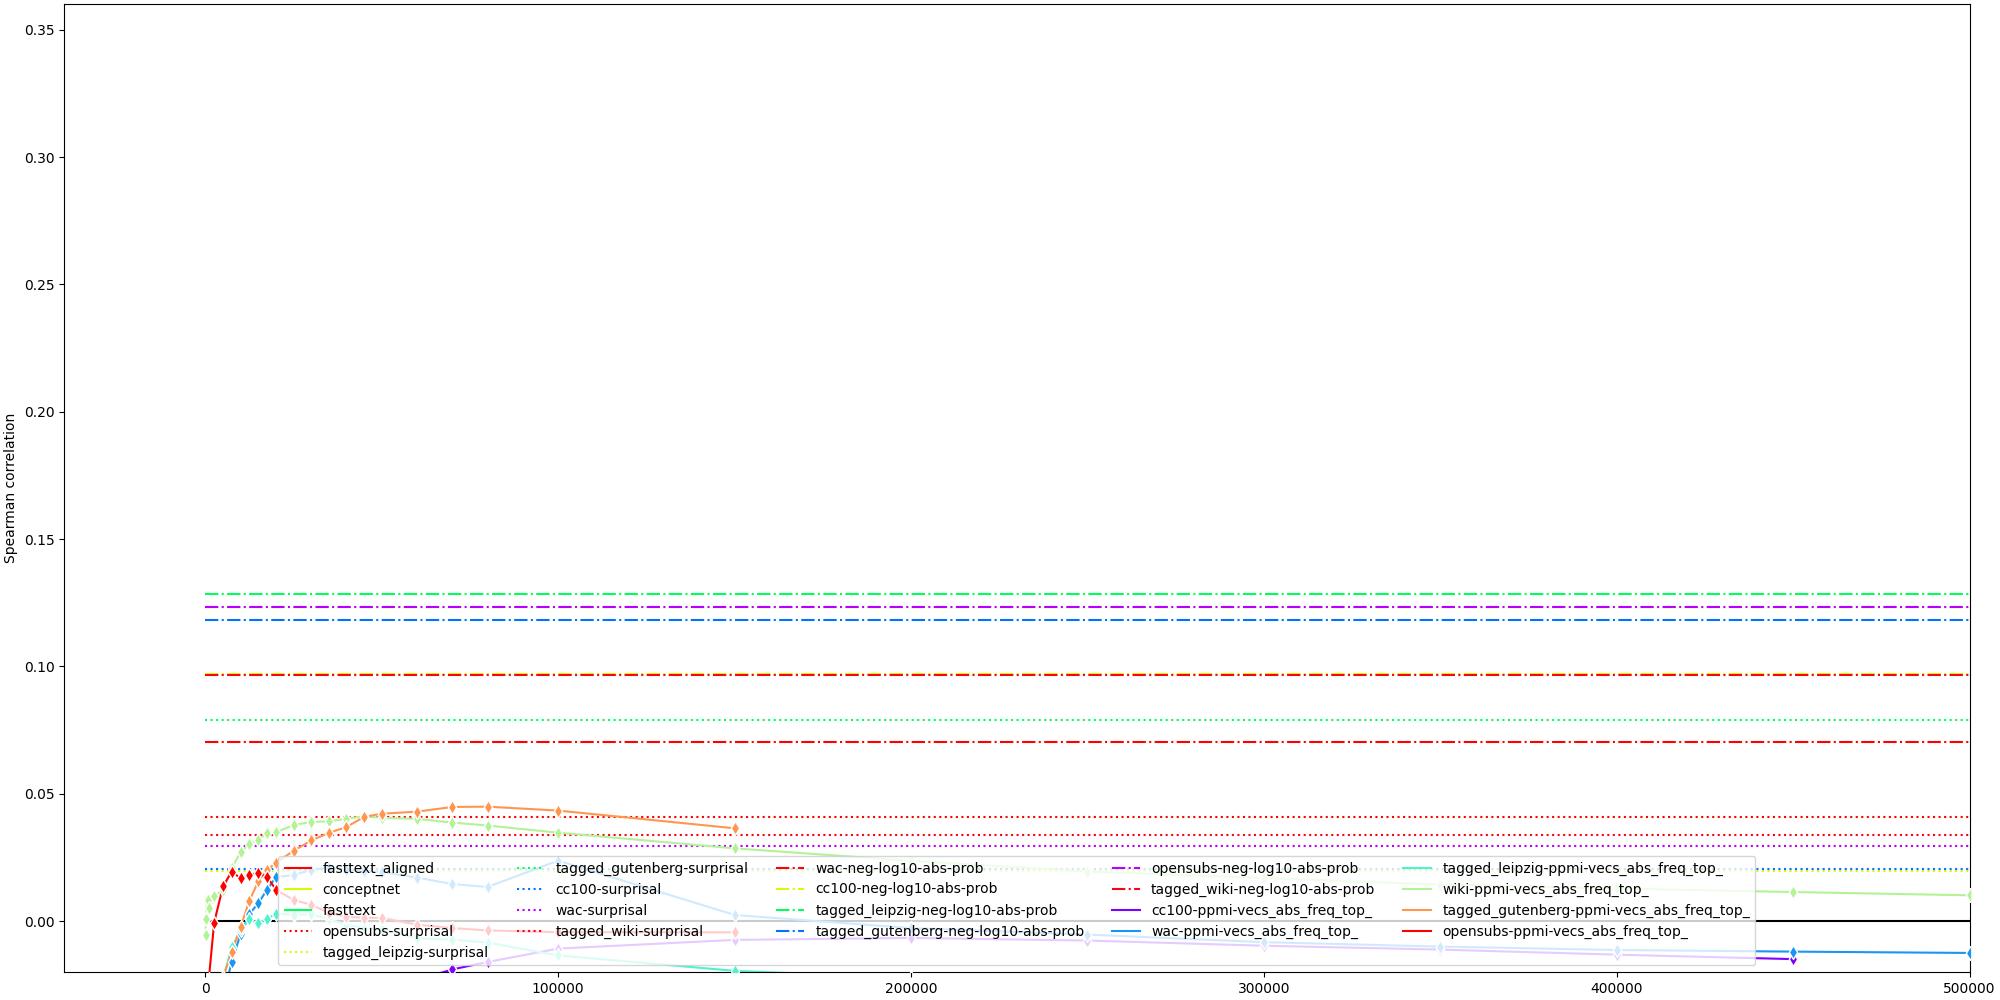 0.35
0.30
0.25
0.20
0.15
0.10
0.05
0.00
Spearman correlation
fasttext_aligned
conceptnet
fasttext
opensubs-surprisal
tagged_leipzig-surprisal
tagged_gutenberg-surprisal
cc100-surprisal
wac-surprisal
tagged_wiki-surprisal
wac-neg-log10-abs-prob
cc100-neg-log10-abs-prob
tagged_leipzig-neg-log10-abs-prob
tagged_gutenberg-neg-log10-abs-prob
opensubs-neg-log10-abs-prob
tagged_wiki-neg-log10-abs-prob
cc100-ppmi-vecs_abs_freq_top_
wac-ppmi-vecs_abs_freq_top_
tagged_leipzig-ppmi-vecs_abs_freq_top_
wiki-ppmi-vecs_abs_freq_top_
tagged_gutenberg-ppmi-vecs_abs_freq_top_
opensubs-ppmi-vecs_abs_freq_top_
0 100000 200000 300000 400000 500000